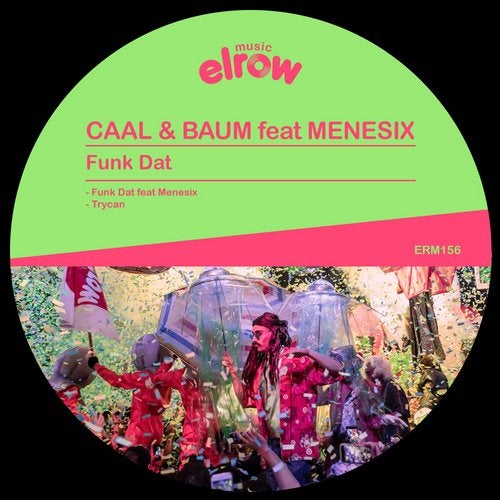 music
elrow
CAAL & BAUM feat MENESIX
Funk Dat
- Funk Dat feat Menesix
- Trycan
ERM156